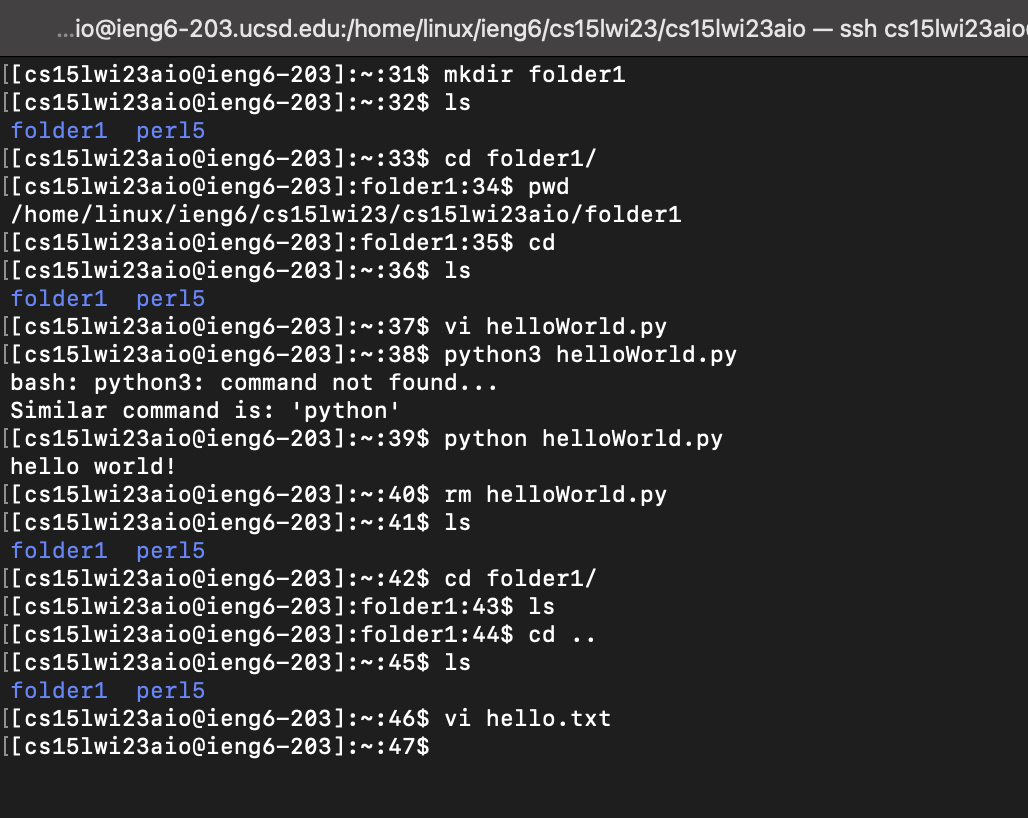 ...io@ieng6-203.ucsd.edu:/home/linux/ieng6/cs15lwi23/cs15lwi23aio — ssh cs15lwi23aio
[[cs15lwi23aio@ieng6-203]:~:31$ mkdir folder1
[[cs15lwi23aio@ieng6-203]:~:32$ ls
folder1  perl5
[[cs15lwi23aio@ieng6-203]:~:33$ cd folder1/
[[cs15lwi23aio@ieng6-203]:folder1:34$ pwd
/home/linux/ieng6/cs15lwi23/cs15lwi23aio/folder1
[[cs15lwi23aio@ieng6-203]:folder1:35$ cd
[[cs15lwi23aio@ieng6-203]:~:36$ ls
folder1  perl5
[[cs15lwi23aio@ieng6-203]:~:37$ vi helloWorld.py
[[cs15lwi23aio@ieng6-203]:~:38$ python3 helloWorld.py
bash: python3: command not found...
Similar command is: 'python'
[[cs15lwi23aio@ieng6-203]:~:39$ python helloWorld.py
hello world!
[[cs15lwi23aio@ieng6-203]:~:40$ rm helloWorld.py
[[cs15lwi23aio@ieng6-203]:~:41$ ls
folder1  perl5
[[cs15lwi23aio@ieng6-203]:~:42$ cd folder1/
[[cs15lwi23aio@ieng6-203]:folder1:43$ ls
[[cs15lwi23aio@ieng6-203]:folder1:44$ cd ..
[[cs15lwi23aio@ieng6-203]:~:45$ ls
folder1  perl5
[[cs15lwi23aio@ieng6-203]:~:46$ vi hello.txt
[[cs15lwi23aio@ieng6-203]:~:47$